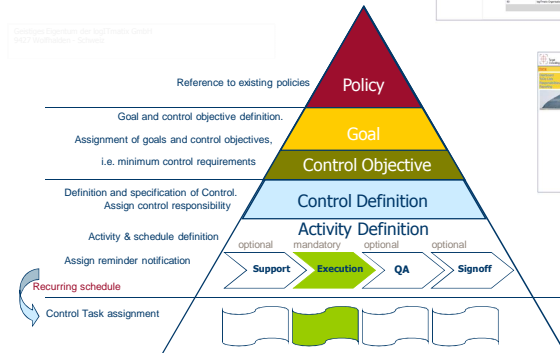 Reference to existing policies
Policy
Goal and control objective definition.
Assignment of goals and control objectives,
Goal
i.e. minimum control requirements
Control Objective
Definition and specification of Control.
Assign control responsibility
Control Definition
Activity Definition
Activity & schedule definition
optional
mandatory
optional
optional
Assign reminder notification
Support
Execution
QA
Signoff
Recurring schedule
Control Task assignment